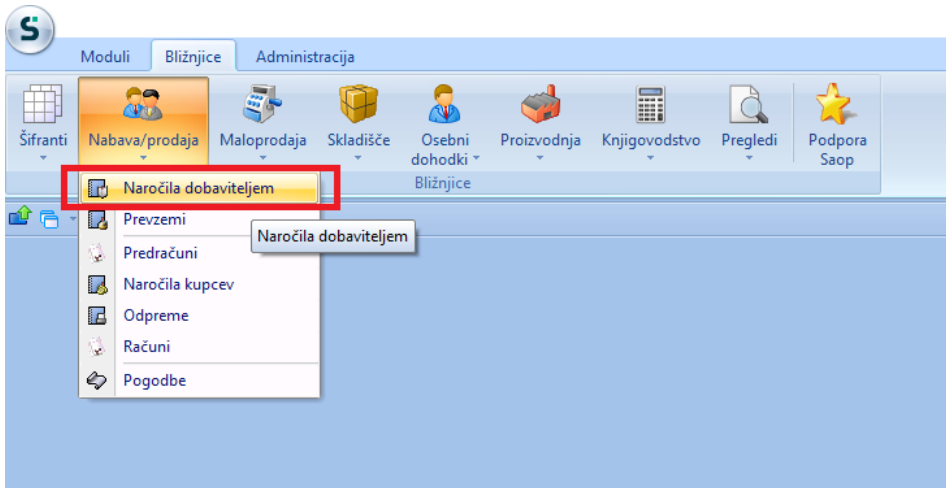 S
Moduli Bližnjice Administracija
Šifranti Nabava/prodaja Maloprodaja Skladišče Osebni dohodki Proizvodnja Knjigovodstvo Pregledi Podpora Saop
Bližnjice
Naročila dobaviteljem
Prevzemi
Naročila dobaviteljem
Predračuni
Naročila kupcev
Odpreme
Računi
Pogodbe